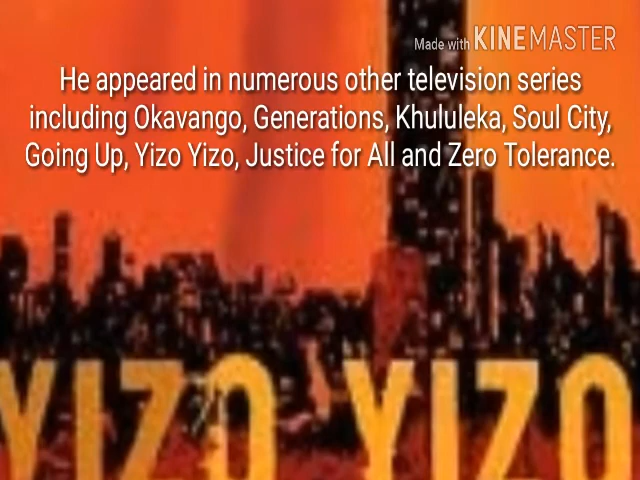 Made with KINEMASTER
He appeared in numerous other television series
including Okavango, Generations, Khululeka, Soul City,
Going Up, Yizo Yizo, Justice for All and Zero Tolerance.
YIZO YIZO